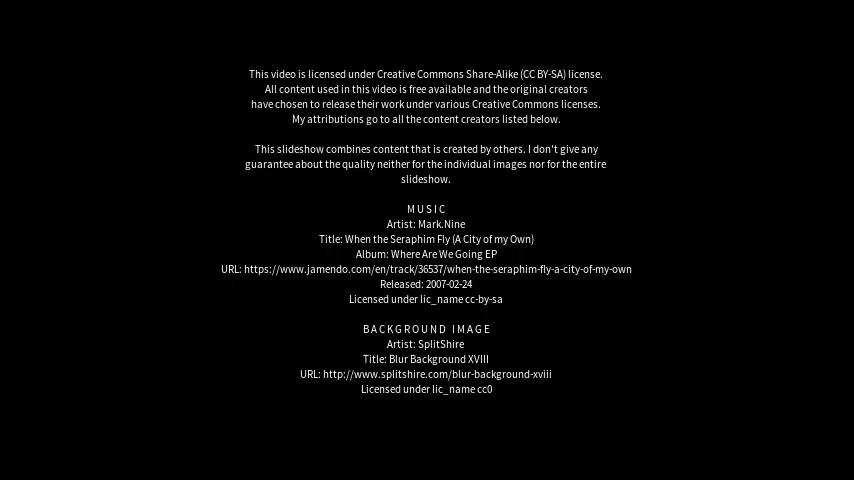 This video is licensed under Creative Commons Share-Alike (CC BY-SA) license.
All content used in this video is free available and the original creators
have chosen to release their work under various Creative Commons licenses.
My attributions go to all the content creators listed below.
This slideshow combines content that is created by others. I don't give any
guarantee about the quality neither for the individual images nor for the entire
slideshow.
MUSIC
Artist: Mark.Nine
Title: When the Seraphim Fly (A City of my Own)
Album: Where Are We Going EP
URL: https://www.jamendo.com/en/track/36537/when-the-seraphim-fly-a-city-of-my-own
Released: 2007-02-24
Licensed under lic_name cc-by-sa
BACKGROUND IMAGE
Artist: SplitShire
Title: Blur Background XVIII
URL: http://www.splitshire.com/blur-background-xviii
Licensed under lic_name cc0